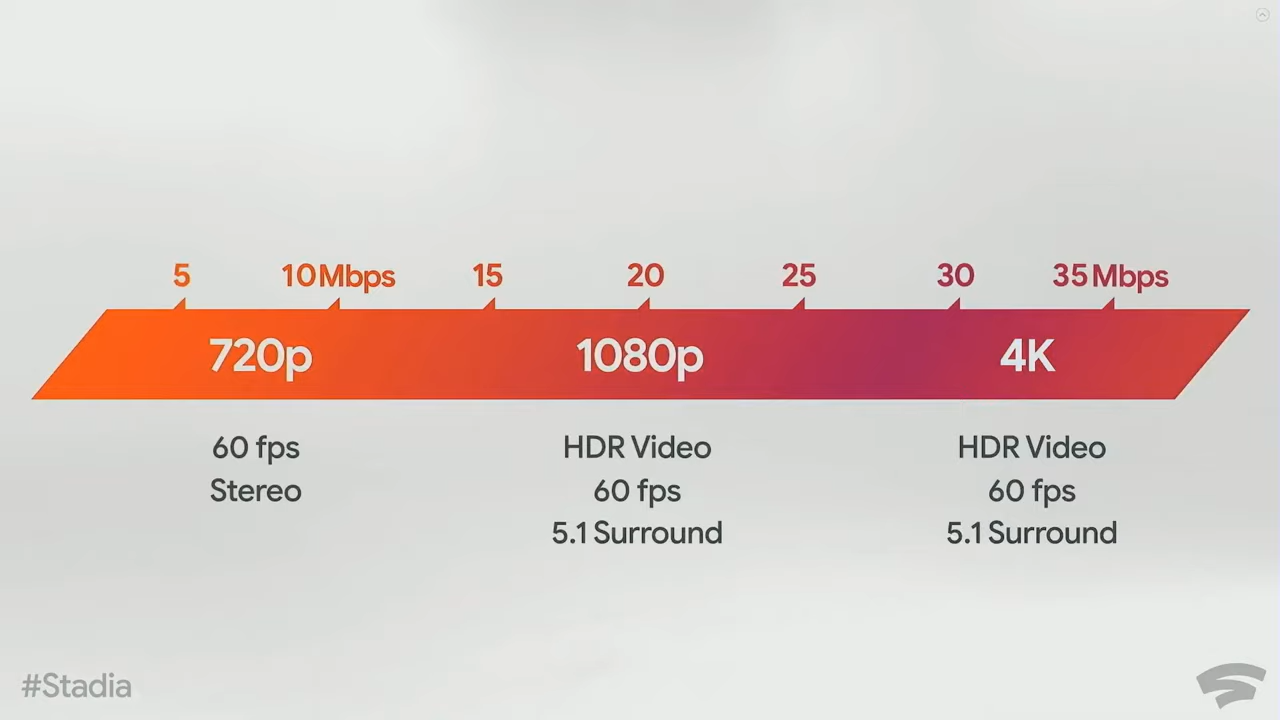 5 10 Mbps 15 20 25 30 35 Mbps
720p 1080p 4K
60 fps HDR Video HDR Video
Stereo 60 fps 60 fps
5.1 Surround 5.1 Surround
#Stadia